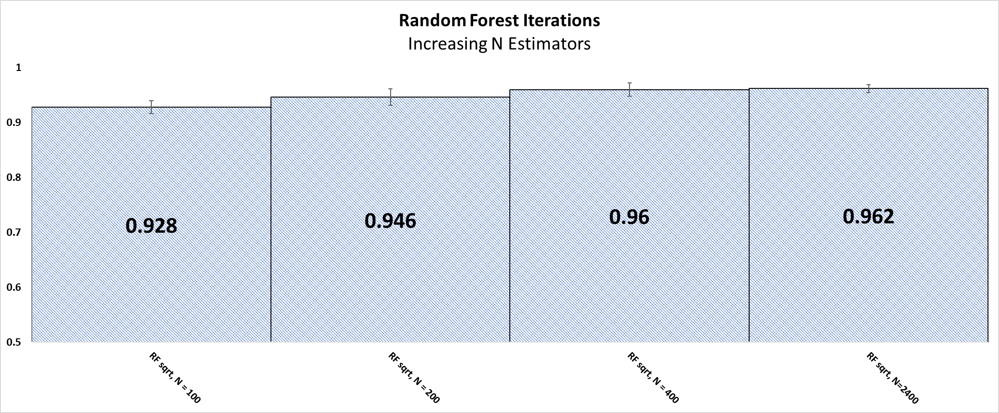 Random Forest Iterations
Increasing N Estimators
1
0.9
0.8
0.7
0.6
0.5
0.928
0.946
0.96
0.962
RF sqrt, N = 100
RF sqrt, N = 200
RF sqrt, N = 400
RF sqrt, N=2400